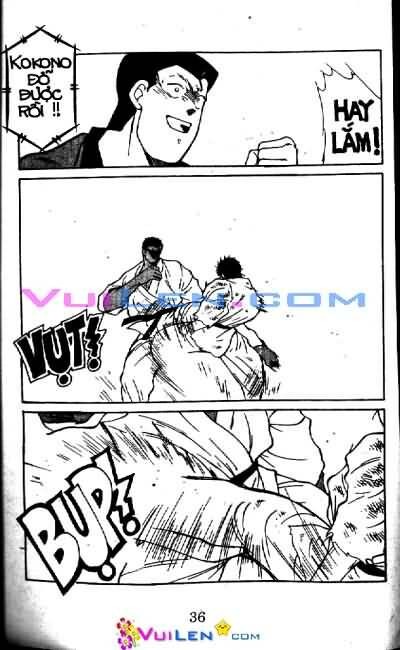 KOKONO
ĐỠ
ĐƯỢC
RỒI !!
HAY
LẮM!
VUILEN.COM
VỤT!
BỤP!
36
VUILEN.COM